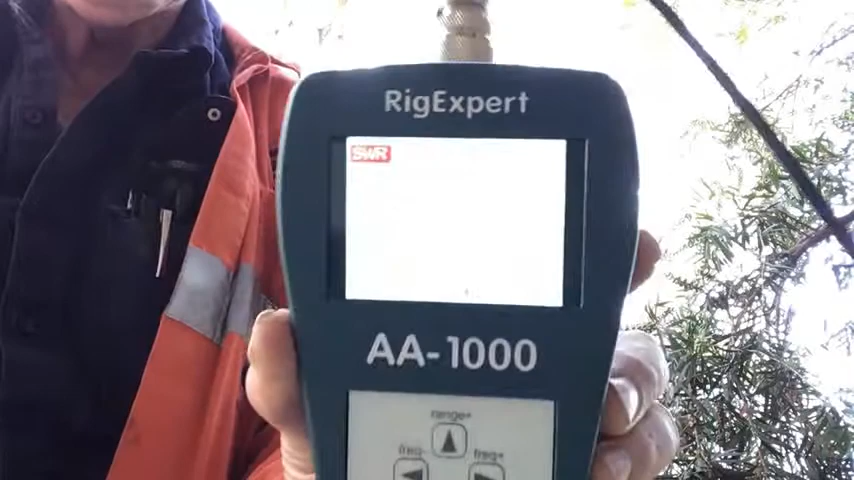 RigExpert
SWR
AA-1000
range+
freq-
freq+